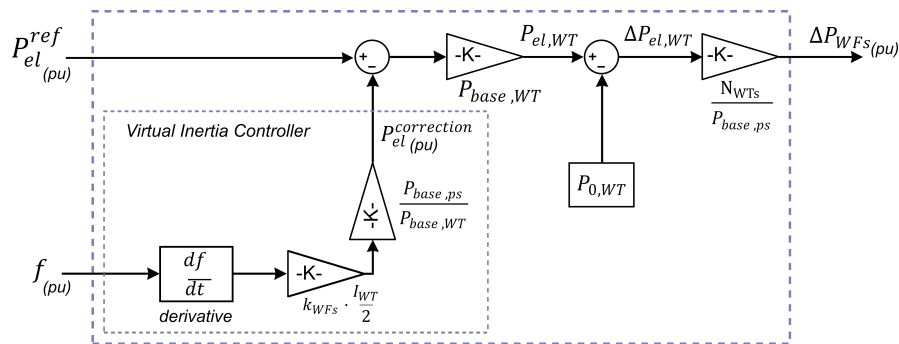 P_el^ref (pu)
+
−
-K-
P_base,WT
P_el,WT
+
−
ΔP_el,WT
-K-
N_WTs / P_base,ps
ΔP_WFs (pu)
Virtual Inertia Controller
P_el^correction (pu)
-K-
P_base,ps / P_base,WT
P_0,WT
f (pu)
df / dt
derivative
-K-
k_WFs · I_WT / 2